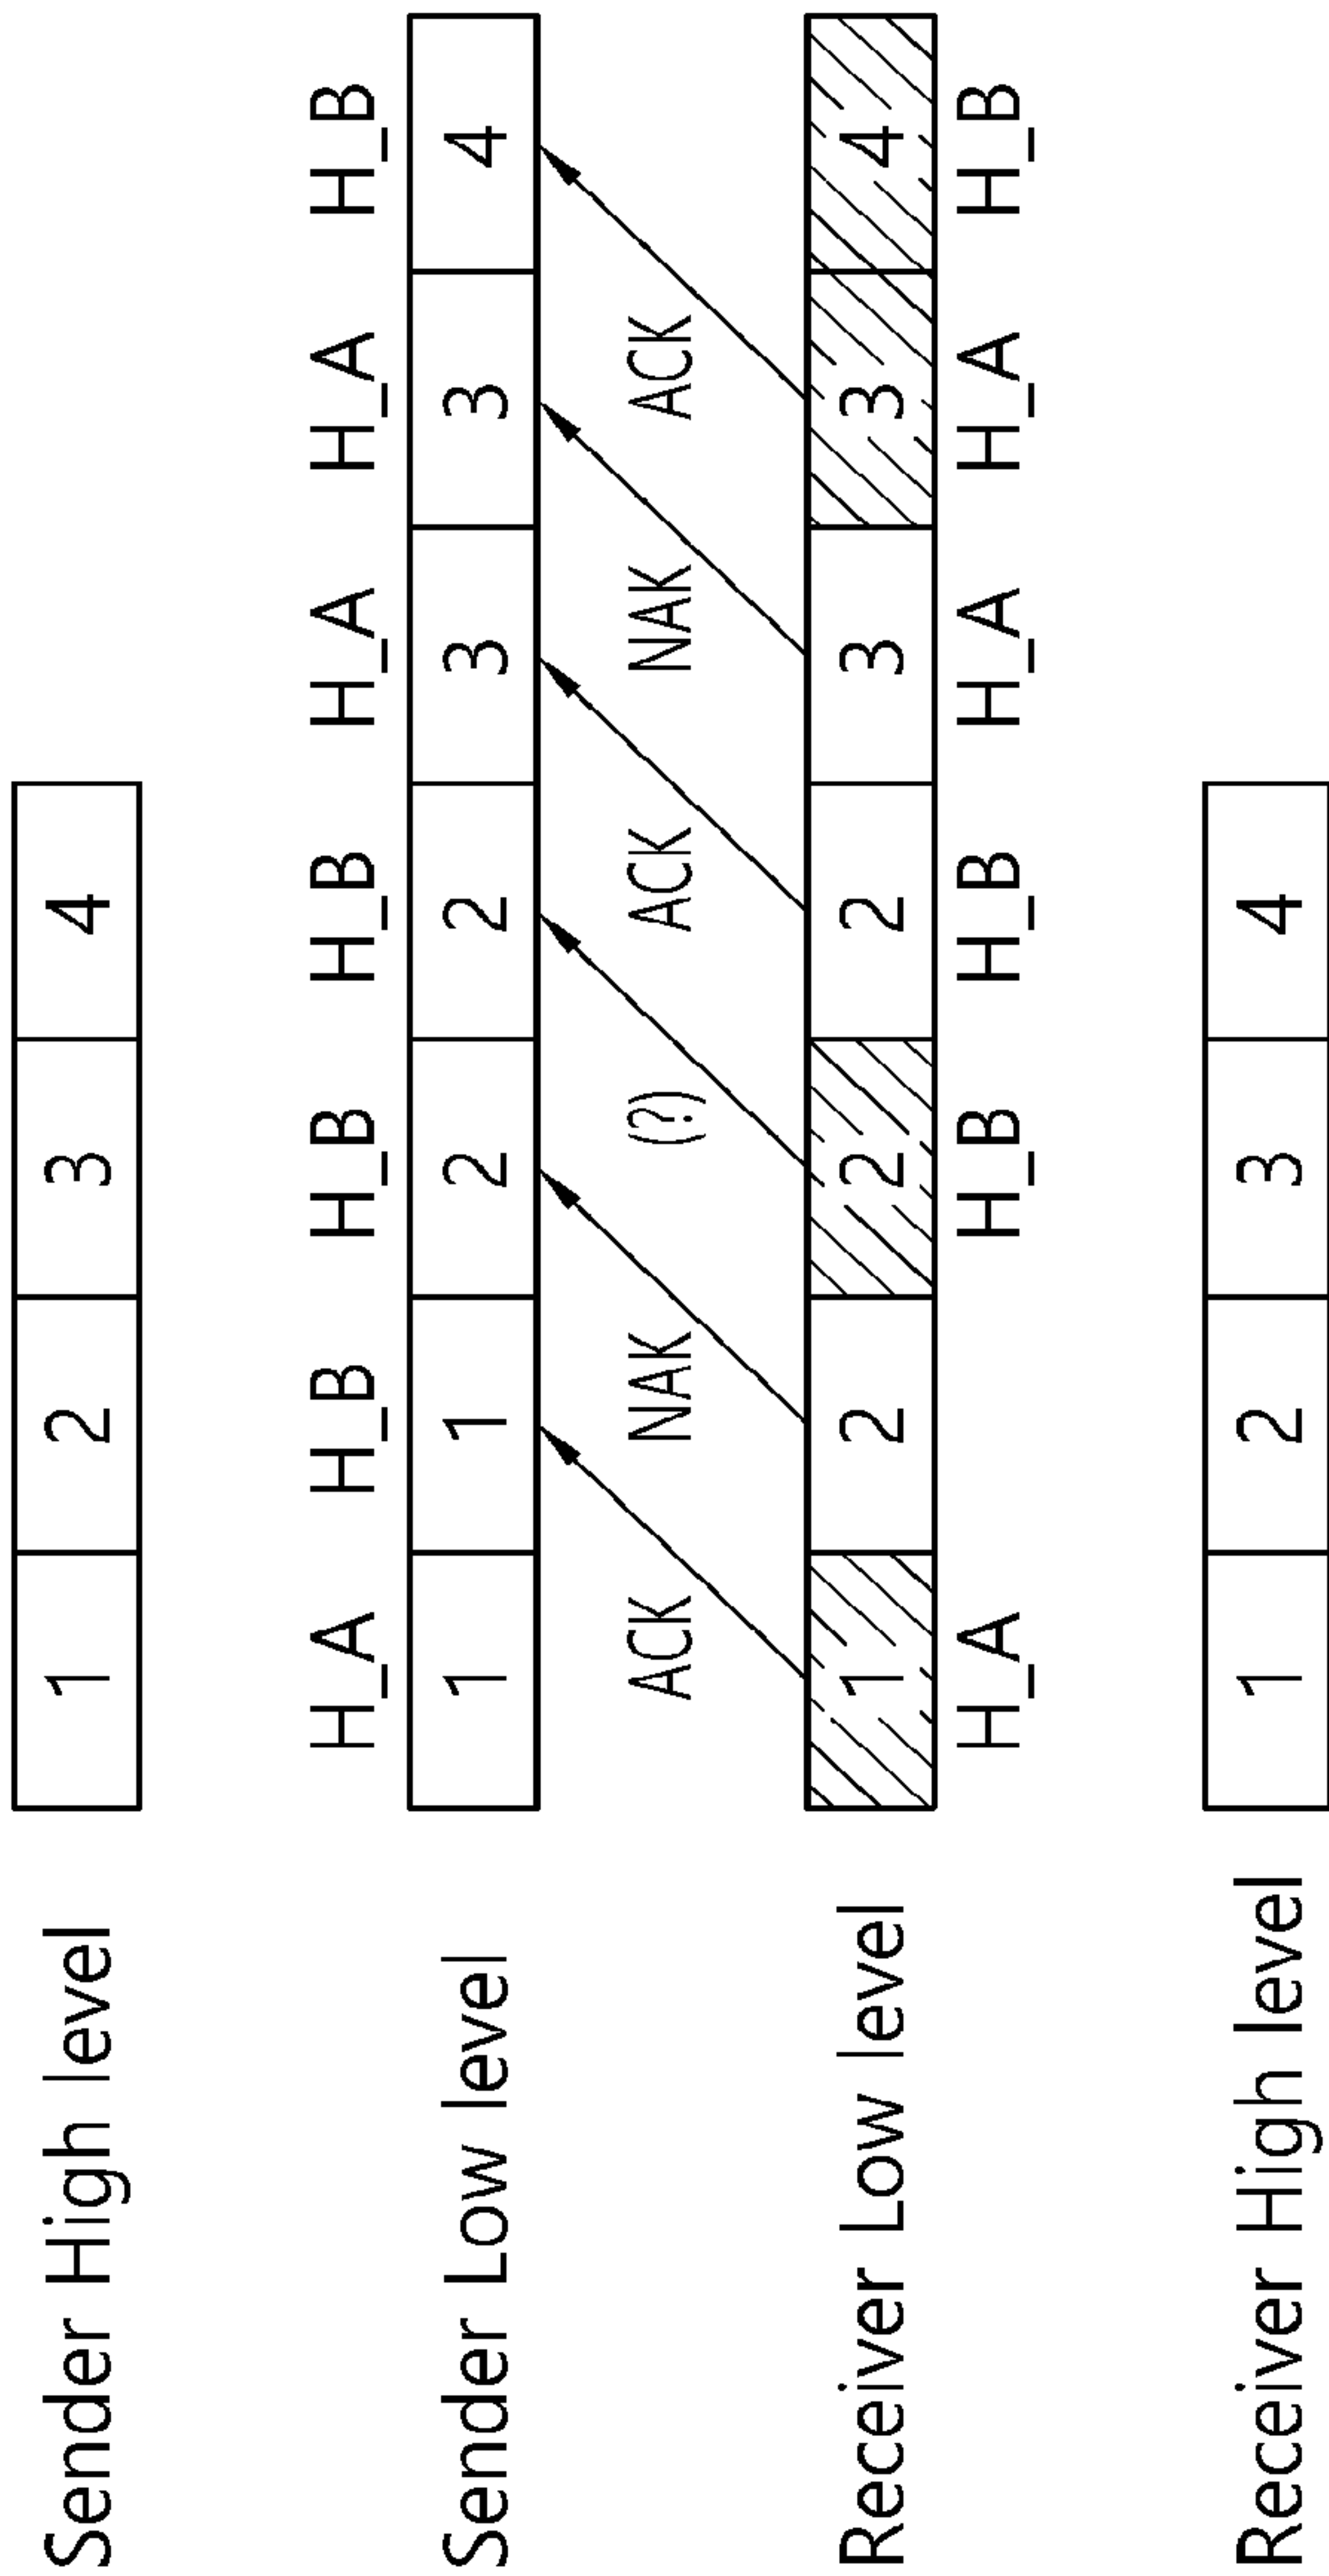 Sender High level 1 2 3 4
H_A H_B H_B H_B H_A H_A H_B
Sender Low level 1 1 2 2 3 3 4
ACK NAK (?) ACK NAK ACK
Receiver Low level 1 2 2 2 3 3 4
H_A H_B H_B H_A H_A H_B
Receiver High level 1 2 3 4